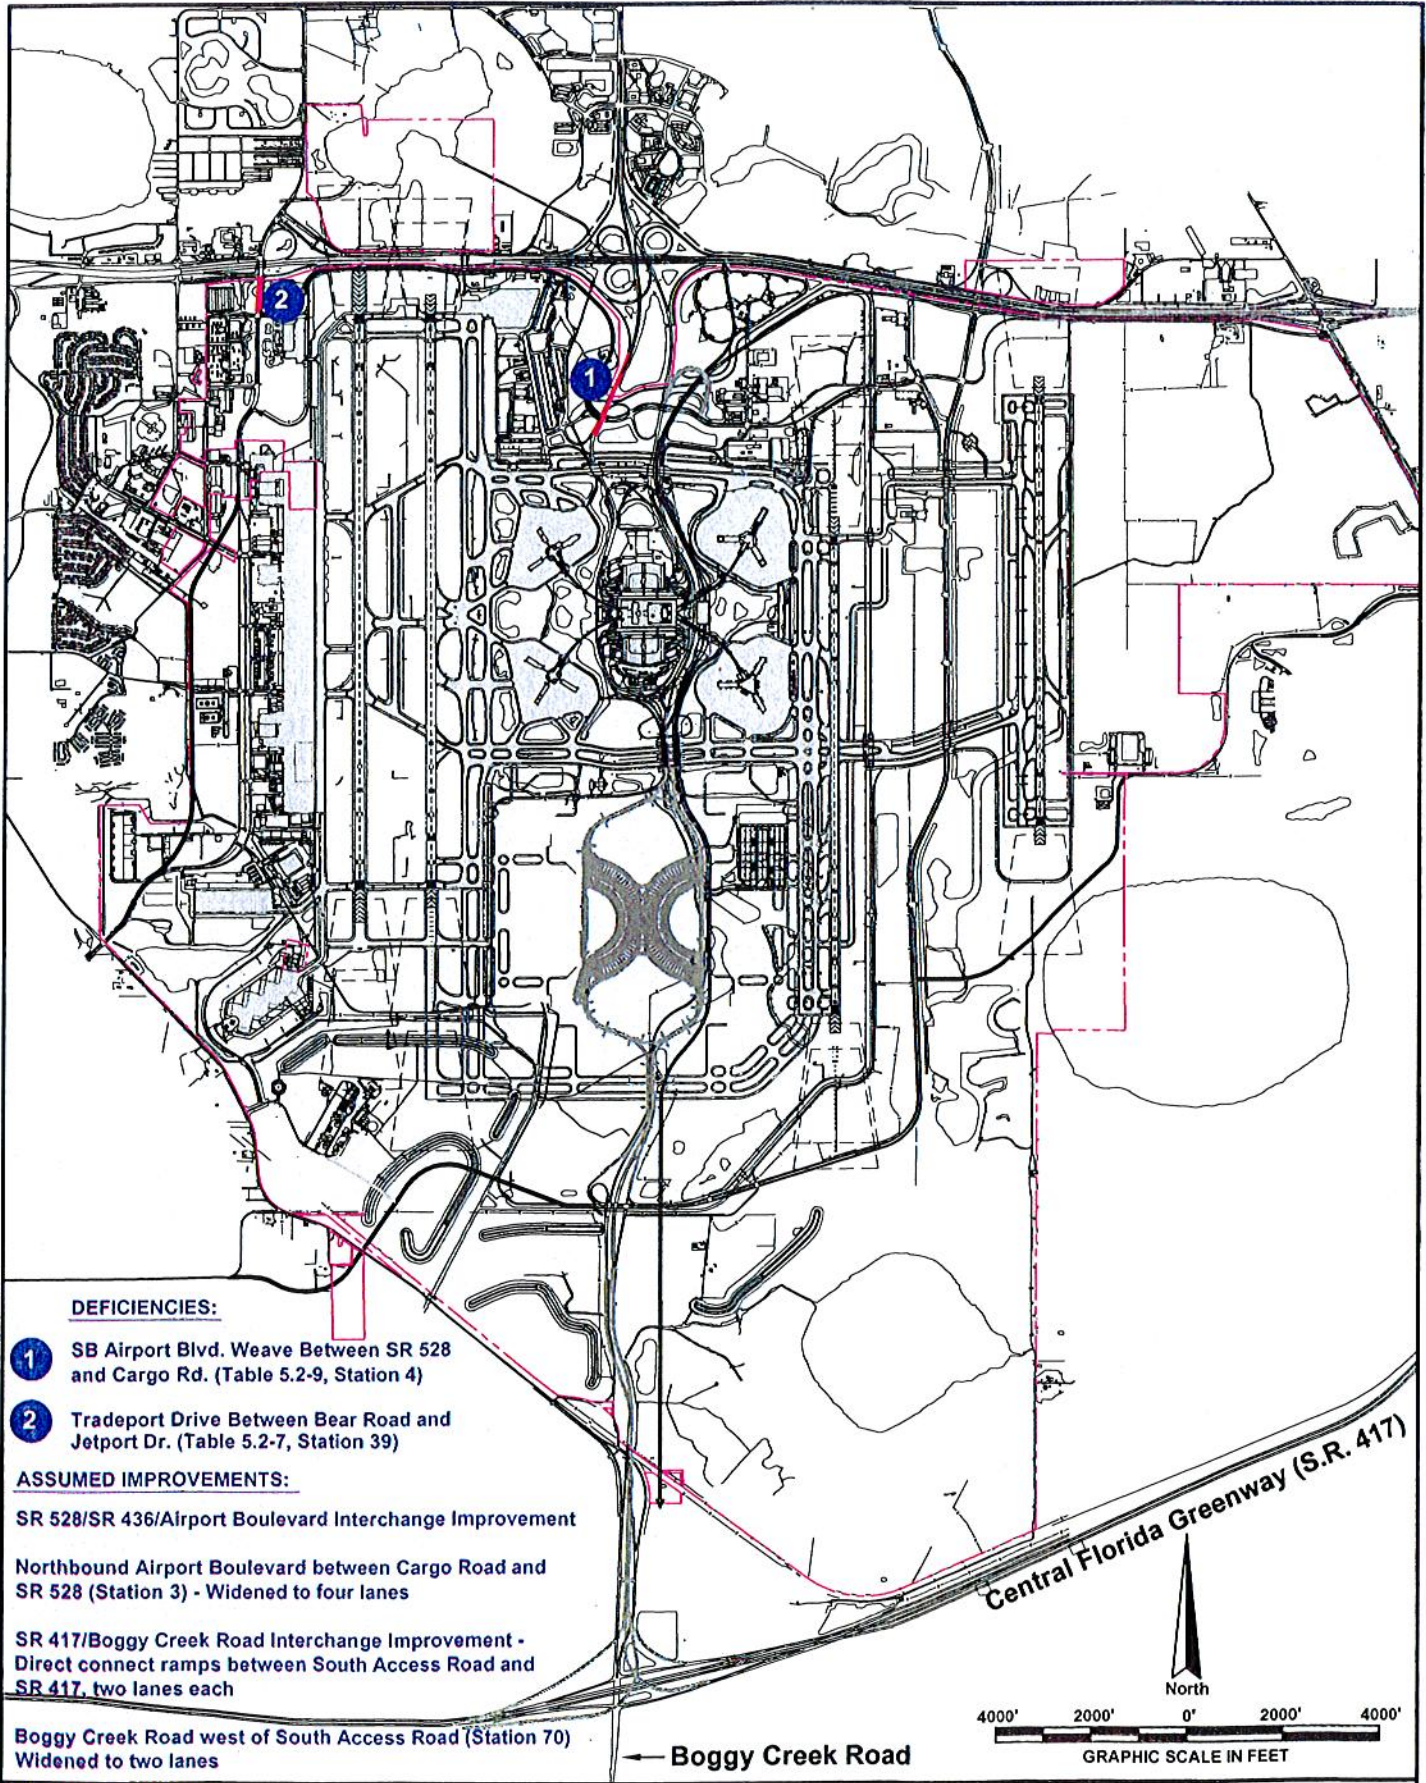 2
1
DEFICIENCIES:
1
SB Airport Blvd. Weave Between SR 528
and Cargo Rd. (Table 5.2-9, Station 4)
2
Tradeport Drive Between Bear Road and
Jetport Dr. (Table 5.2-7, Station 39)
ASSUMED IMPROVEMENTS:
SR 528/SR 436/Airport Boulevard Interchange Improvement
Northbound Airport Boulevard between Cargo Road and
SR 528 (Station 3) - Widened to four lanes
SR 417/Boggy Creek Road Interchange Improvement -
Direct connect ramps between South Access Road and
SR 417, two lanes each
Boggy Creek Road west of South Access Road (Station 70)
Widened to two lanes
Boggy Creek Road
Central Florida Greenway (S.R. 417)
North
4000' 2000' 0' 2000' 4000'
GRAPHIC SCALE IN FEET